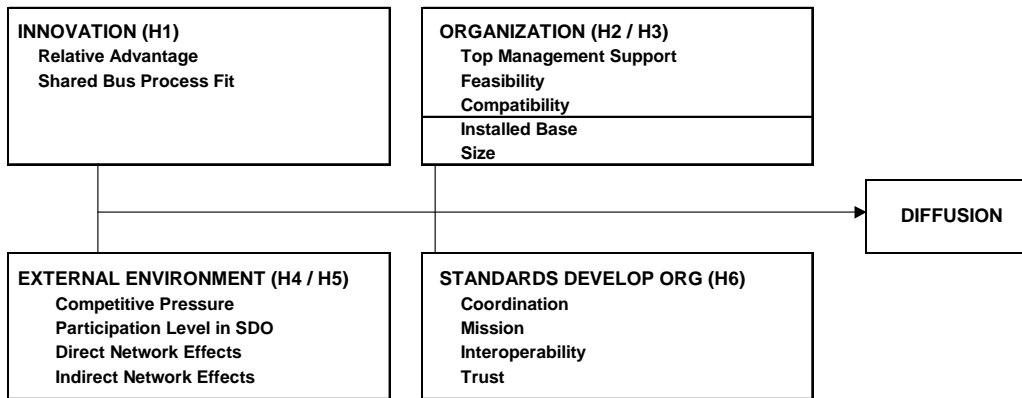 INNOVATION (H1)
Relative Advantage
Shared Bus Process Fit
ORGANIZATION (H2 / H3)
Top Management Support
Feasibility
Compatibility
Installed Base
Size
DIFFUSION
EXTERNAL ENVIRONMENT (H4 / H5)
Competitive Pressure
Participation Level in SDO
Direct Network Effects
Indirect Network Effects
STANDARDS DEVELOP ORG (H6)
Coordination
Mission
Interoperability
Trust